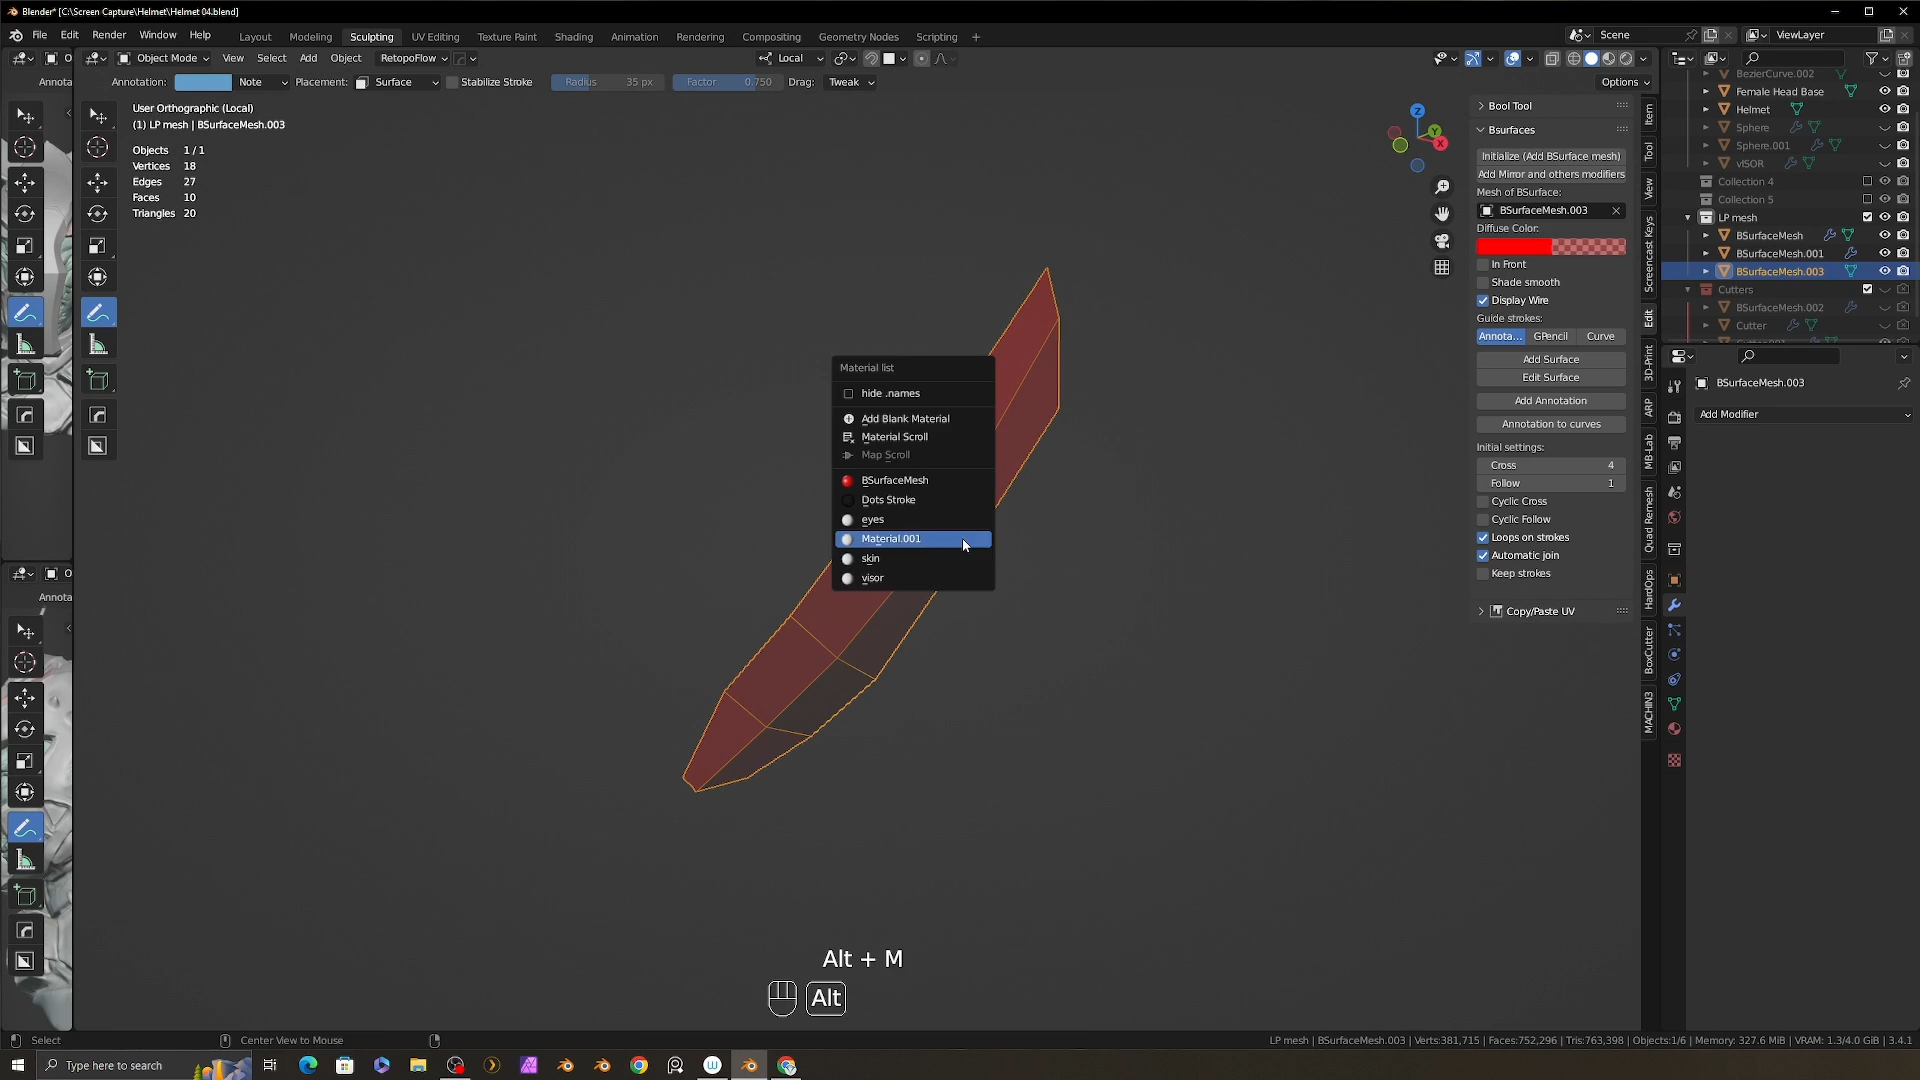 Blender* [C:\Screen Capture\Helmet\Helmet 04.blend]
File Edit Render Window Help
Layout Modeling Sculpting UV Editing Texture Paint Shading Animation Rendering Compositing Geometry Nodes Scripting +
Scene ViewLayer
Object Mode View Select Add Object RetopoFlow Local
Annota Annotation: Note Placement: Surface Stabilize Stroke Radius 35 px Factor 0.750 Drag: Tweak Options
User Orthographic (Local)
(1) LP mesh | BSurfaceMesh.003
Objects 1/1
Vertices 18
Edges 27
Faces 10
Triangles 20
Z
Y
X
Material list
hide .names
Add Blank Material
Material Scroll
Map Scroll
BSurfaceMesh
Dots Stroke
eyes
Material.001
skin
visor
O
Annota
Bool Tool
Bsurfaces
Initialize (Add BSurface mesh)
Add Mirror and others modifiers
Mesh of BSurface:
BSurfaceMesh.003
Diffuse Color:
In Front
Shade smooth
Display Wire
Guide strokes:
Annota... GPencil Curve
Add Surface
Edit Surface
Add Annotation
Annotation to curves
Initial settings:
Cross 4
Follow 1
Cyclic Cross
Cyclic Follow
Loops on strokes
Automatic join
Keep strokes
Copy/Paste UV
Item
Tool
View
Screencast Keys
Edit
3D-Print
ARP
MB-Lab
Quad Remesh
HardOps
BoxCutter
MACHIN3
BezierCurve.002
Female Head Base
Helmet
Sphere
Sphere.001
vISOR
Collection 4
Collection 5
LP mesh
BSurfaceMesh
BSurfaceMesh.001
BSurfaceMesh.003
Cutters
BSurfaceMesh.002
Cutter
BSurfaceMesh.003
Add Modifier
Alt + M
Alt
Select Center View to Mouse
LP mesh | BSurfaceMesh.003 | Verts:381,715 | Faces:752,296 | Tris:763,398 | Objects:1/6 | Memory: 327.6 MiB | VRAM: 1.3/4.0 GiB | 3.4.1
Type here to search